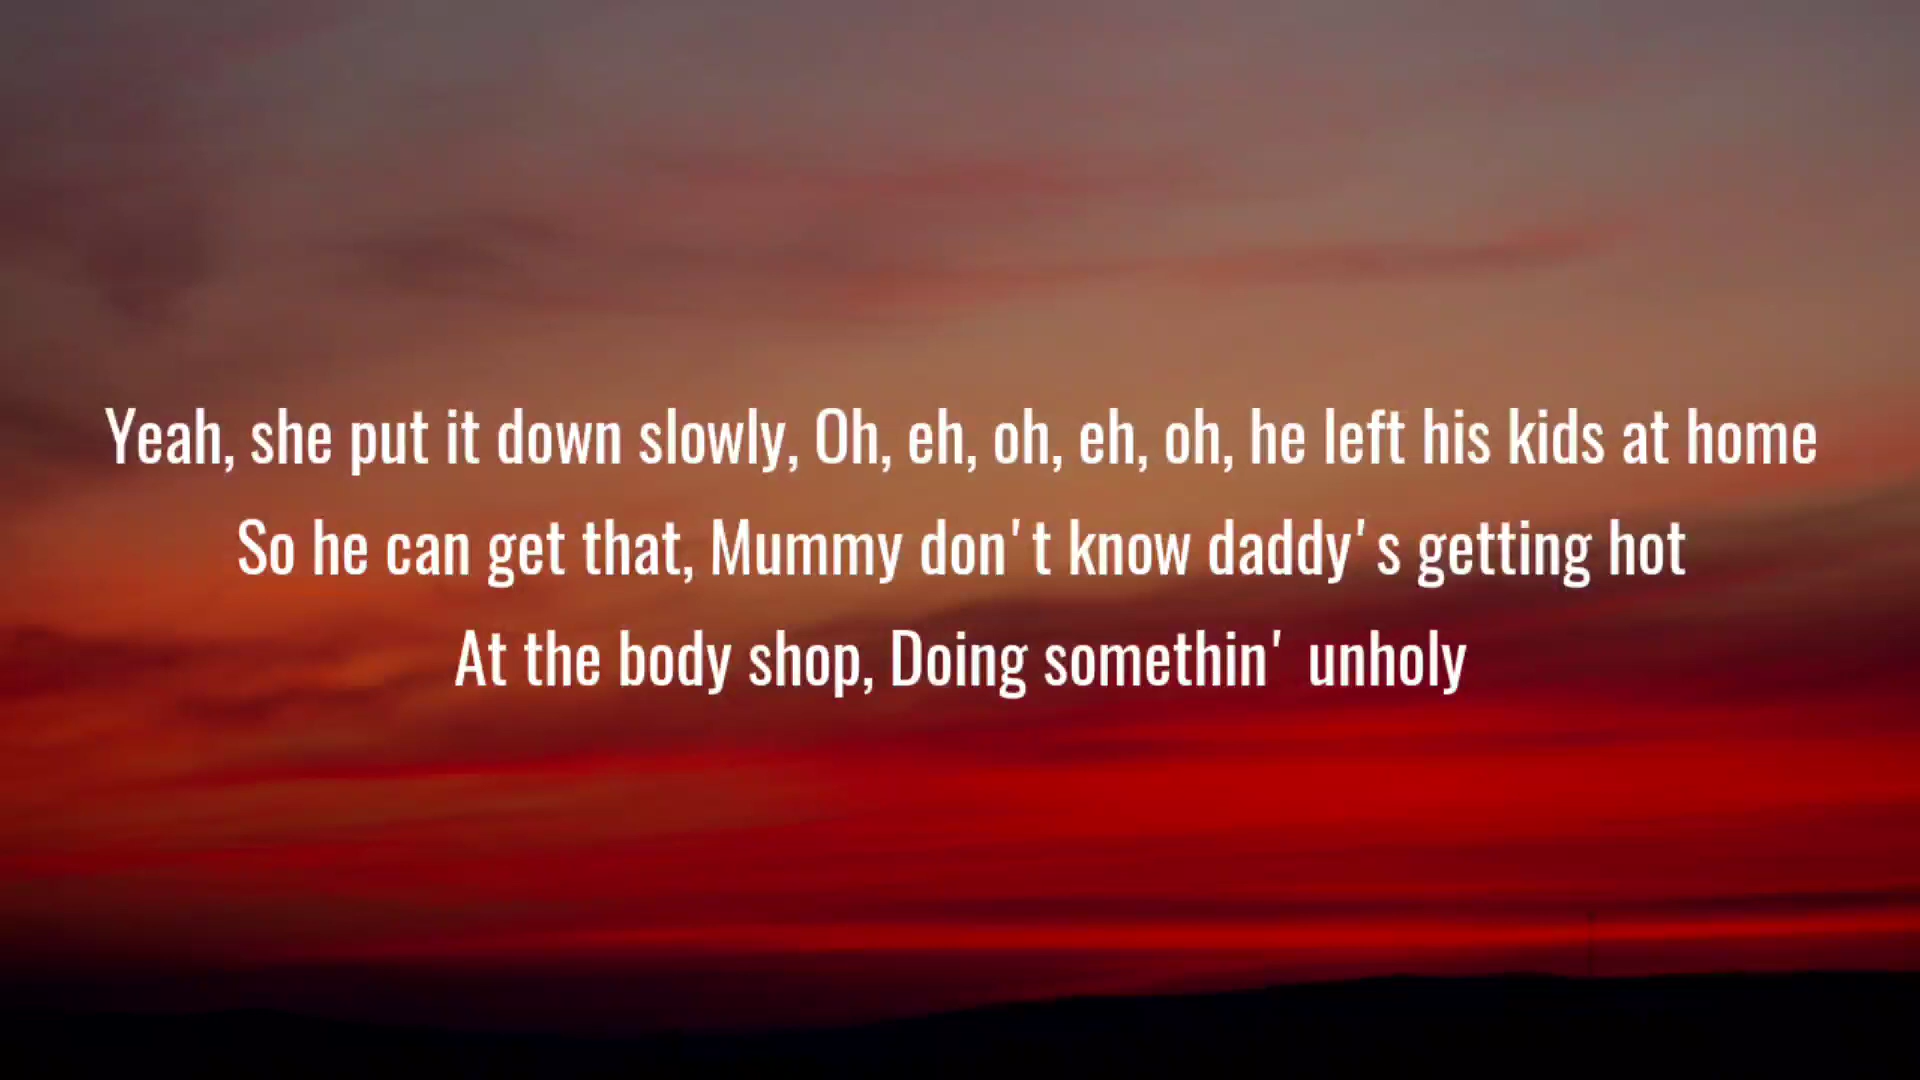 Yeah, she put it down slowly, Oh, eh, oh, eh, oh, he left his kids at home
So he can get that, Mummy don't know daddy's getting hot
At the body shop, Doing somethin' unholy